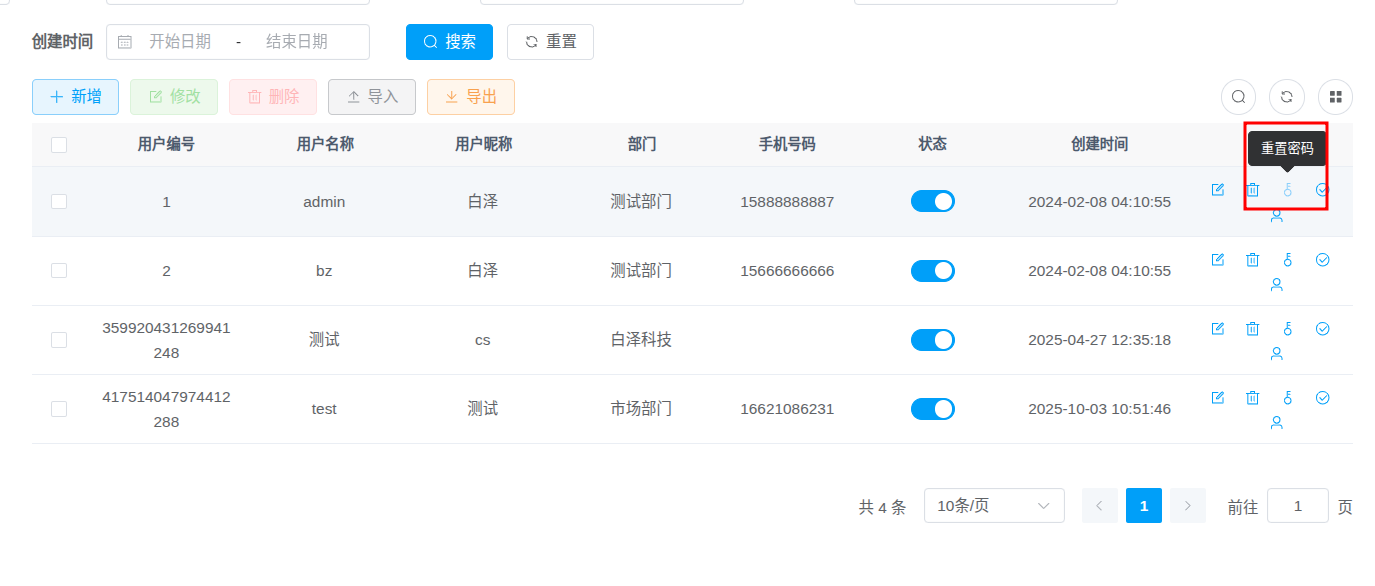 创建时间 开始日期 - 结束日期 搜索 重置
新增 修改 删除 导入 导出
用户编号 用户名称 用户昵称 部门 手机号码 状态 创建时间
重置密码
1 admin 白泽 测试部门 15888888887 2024-02-08 04:10:55
2 bz 白泽 测试部门 15666666666 2024-02-08 04:10:55
359920431269941
248 测试 cs 白泽科技 2025-04-27 12:35:18
417514047974412
288 test 测试 市场部门 16621086231 2025-10-03 10:51:46
共 4 条 10条/页 1 前往 1 页